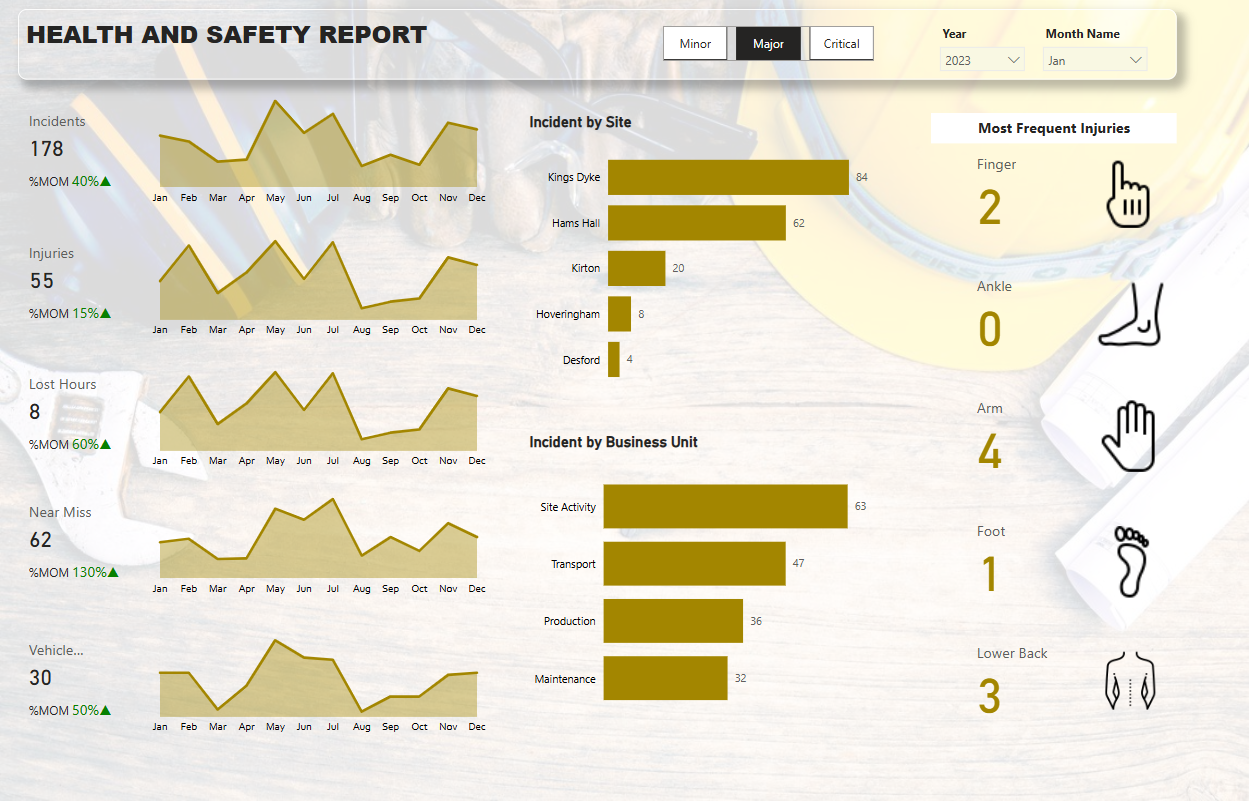 HEALTH AND SAFETY REPORT
Minor
Major
Critical
Year
2023
Month Name
Jan
Incidents
178
%MOM 40%▲
Jan Feb Mar Apr May Jun Jul Aug Sep Oct Nov Dec
Injuries
55
%MOM 15%▲
Jan Feb Mar Apr May Jun Jul Aug Sep Oct Nov Dec
Lost Hours
8
%MOM 60%▲
Jan Feb Mar Apr May Jun Jul Aug Sep Oct Nov Dec
Near Miss
62
%MOM 130%▲
Jan Feb Mar Apr May Jun Jul Aug Sep Oct Nov Dec
Vehicle...
30
%MOM 50%▲
Jan Feb Mar Apr May Jun Jul Aug Sep Oct Nov Dec
Incident by Site
Kings Dyke 84
Hams Hall 62
Kirton 20
Hoveringham 8
Desford 4
Incident by Business Unit
Site Activity 63
Transport 47
Production 36
Maintenance 32
Most Frequent Injuries
Finger
2
Ankle
0
Arm
4
Foot
1
Lower Back
3